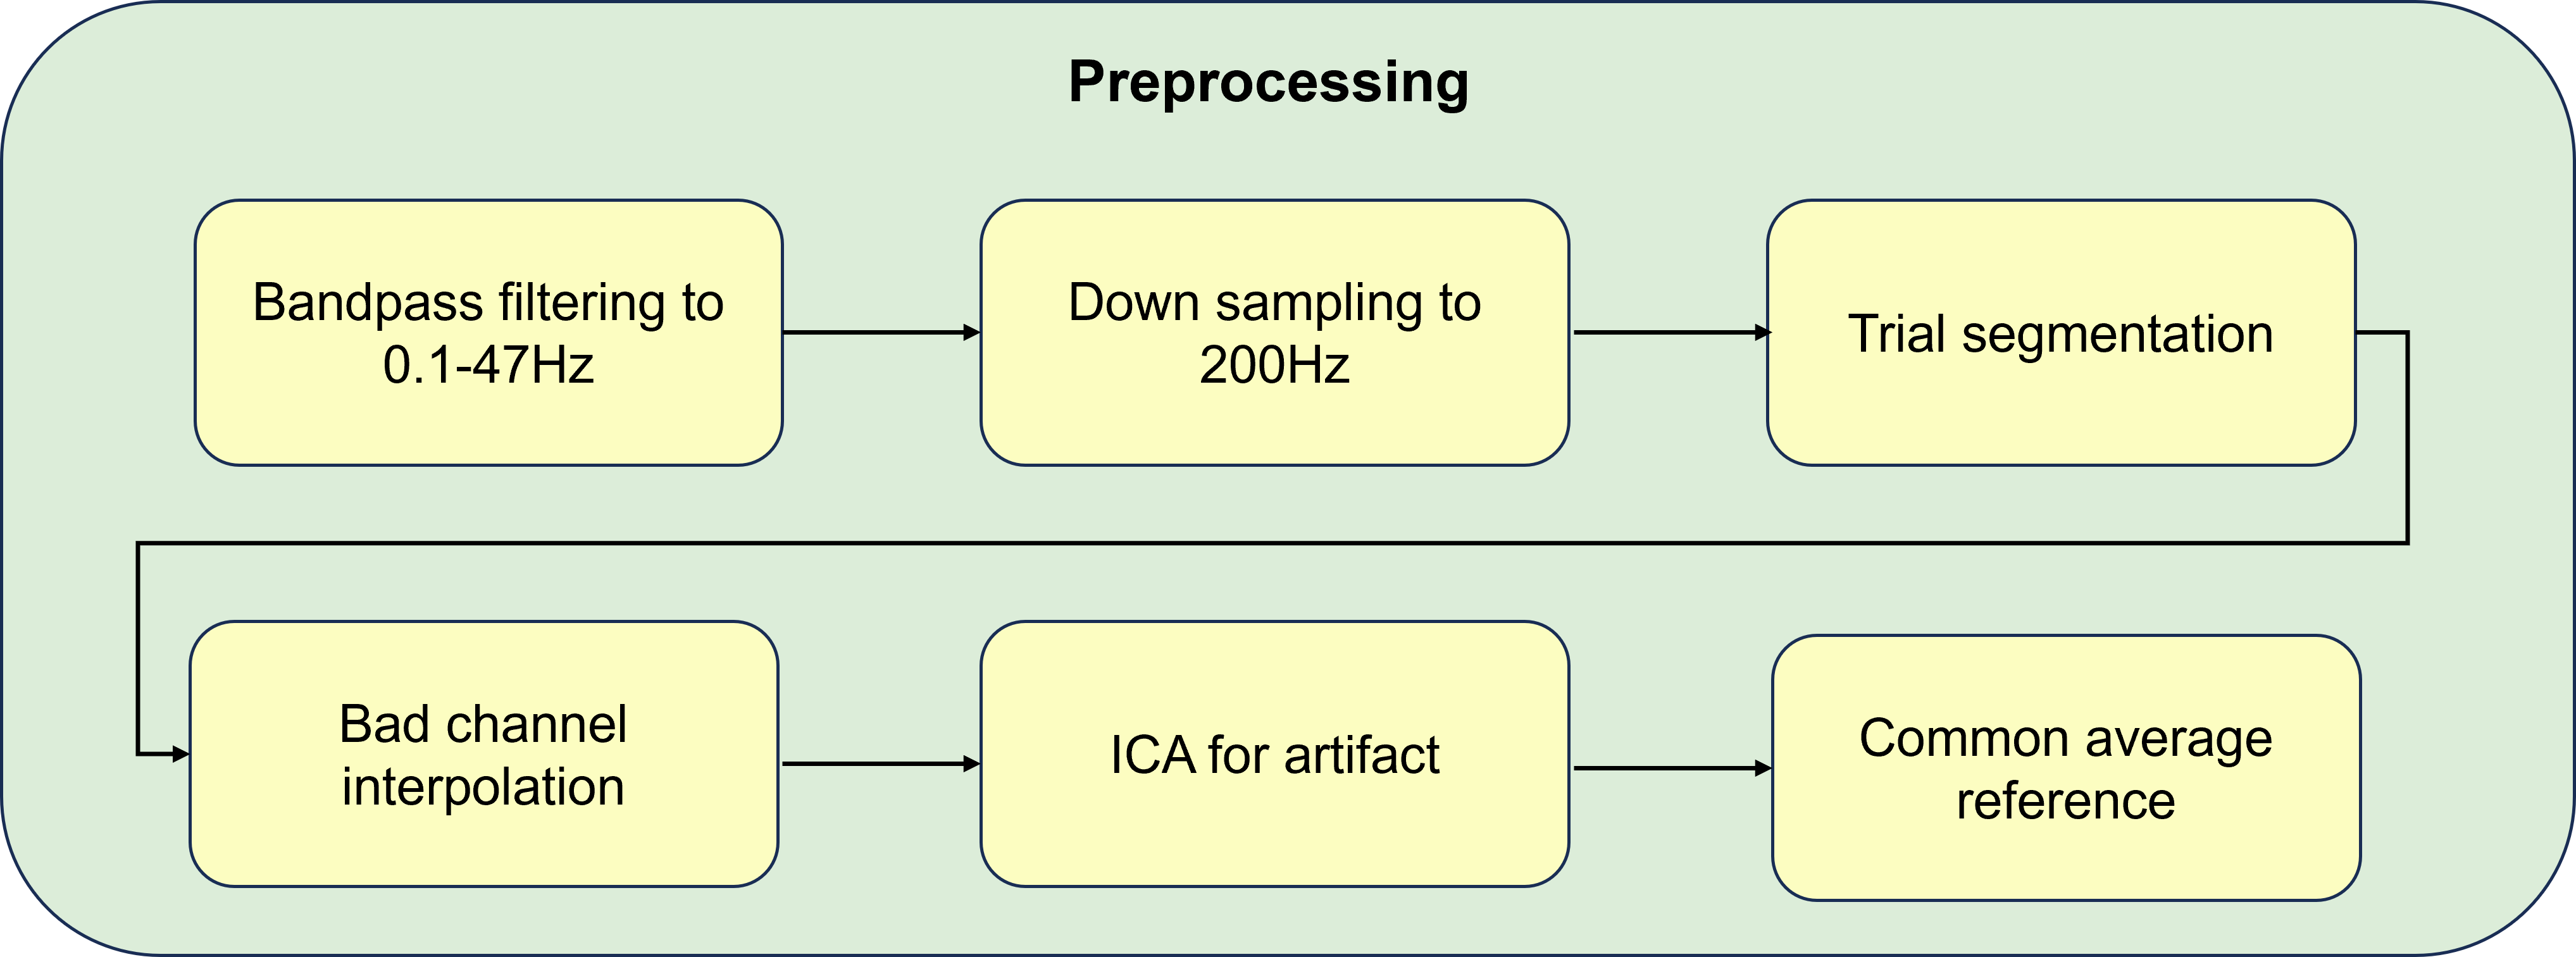 Preprocessing
Bandpass filtering to
0.1-47Hz
Down sampling to
200Hz
Trial segmentation
Bad channel
interpolation
ICA for artifact
Common average
reference